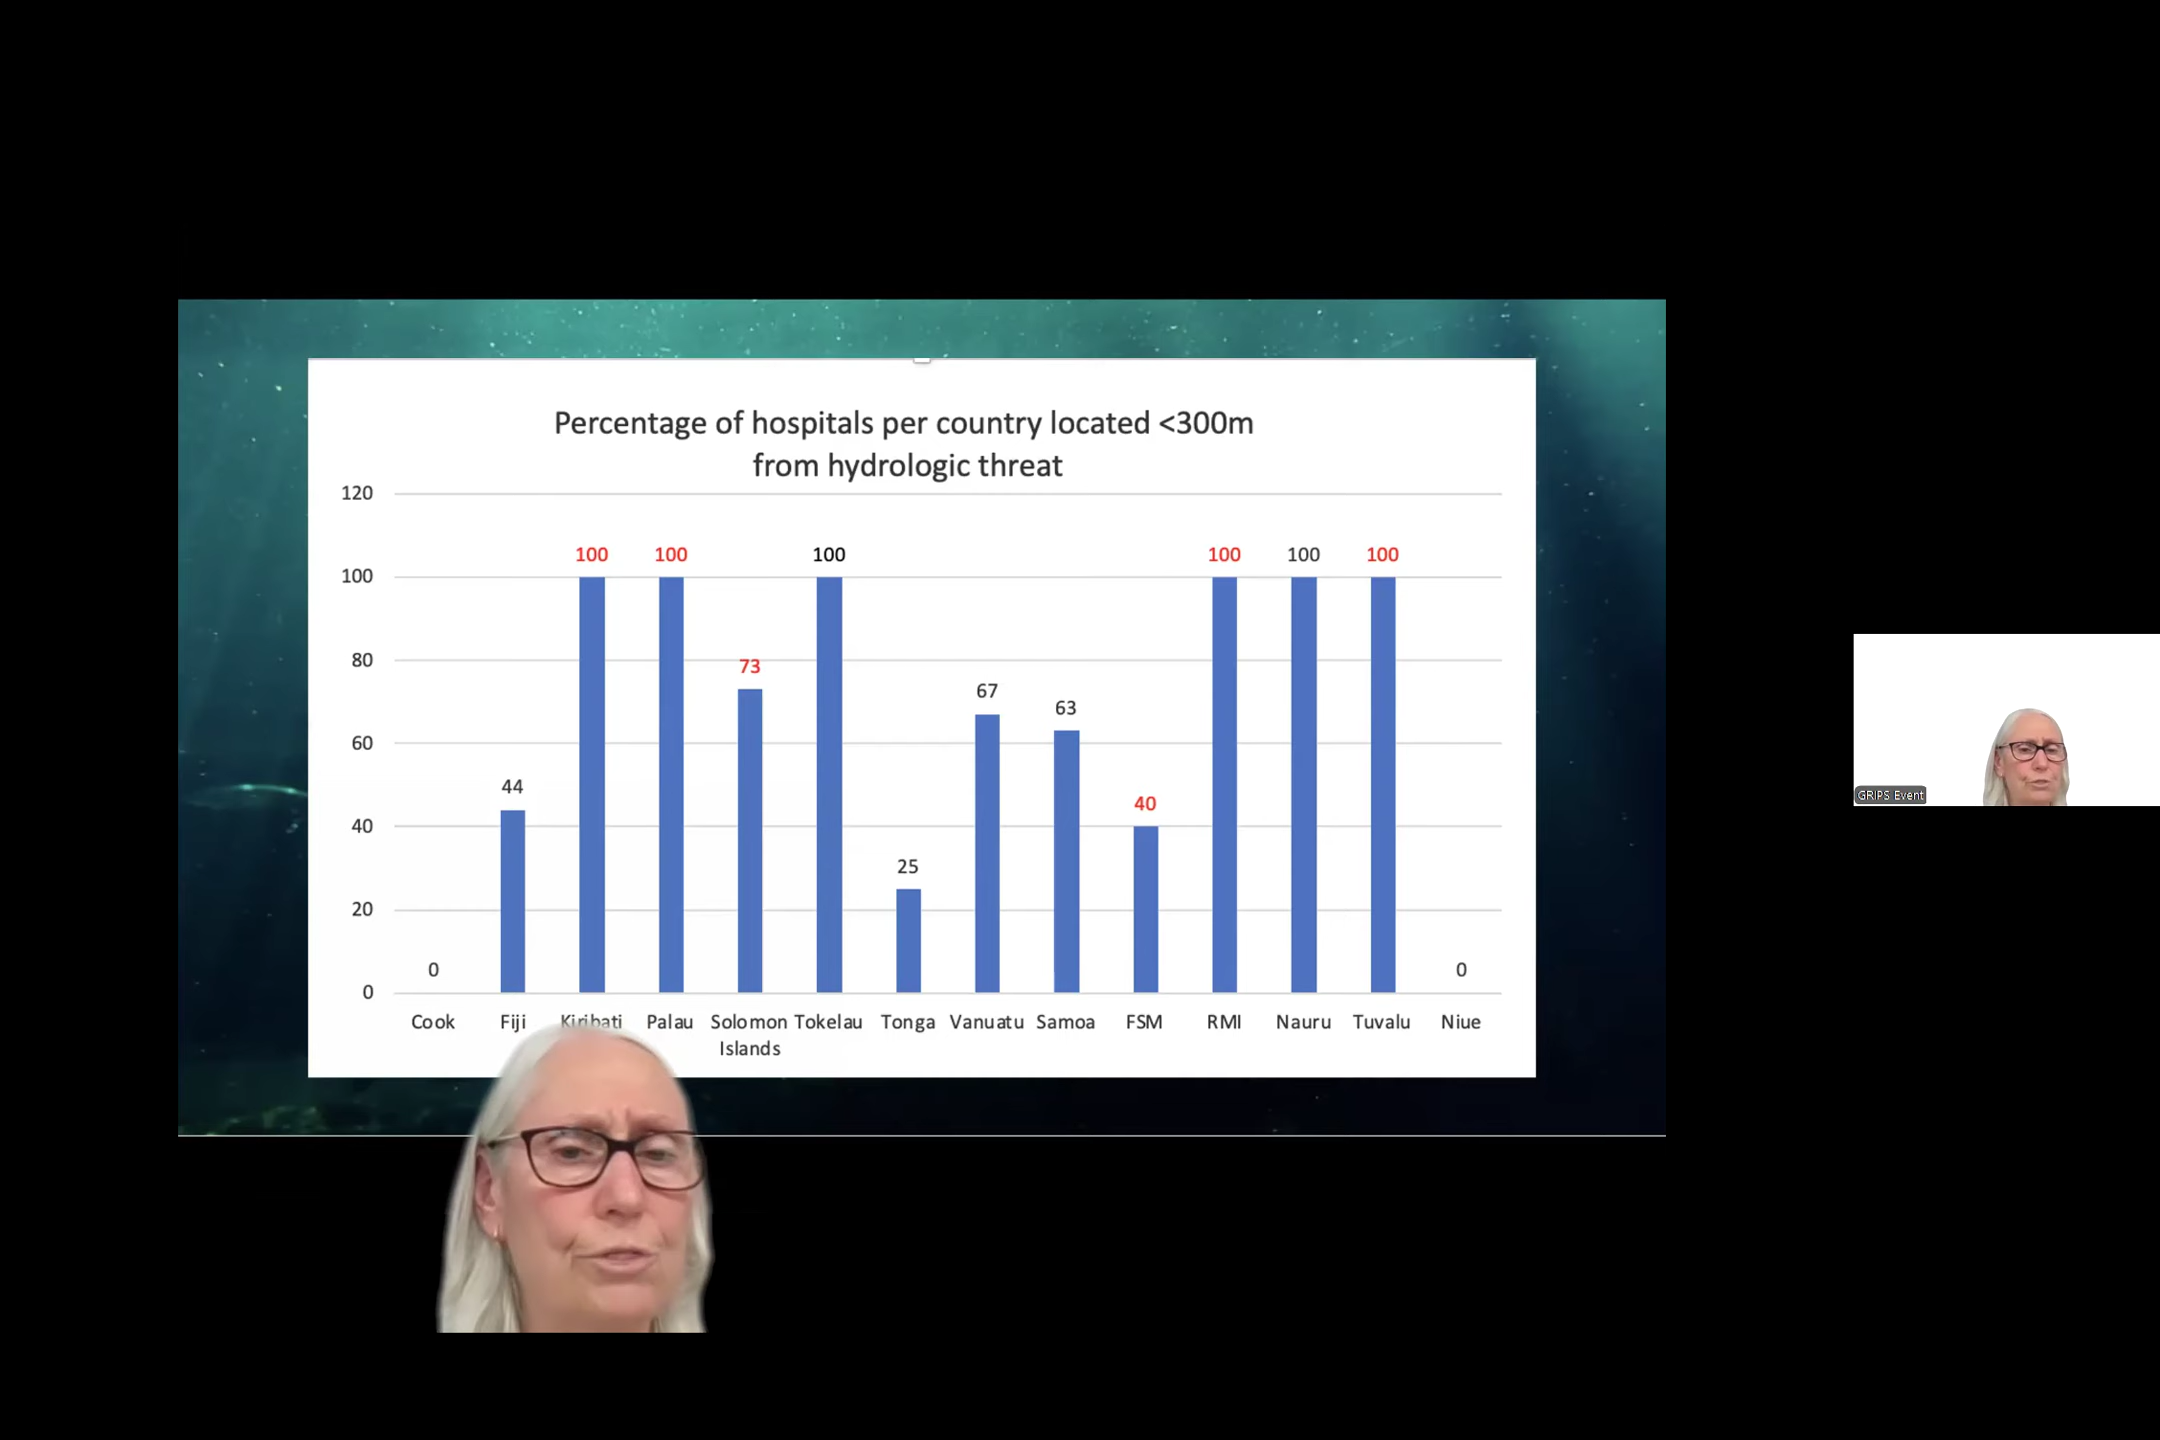 Percentage of hospitals per country located <300m
from hydrologic threat
120
100
80
60
40
20
0
0
44
100
100
73
100
25
67
63
40
100
100
100
0
Cook
Fiji
Kiribati
Palau
Solomon
Islands
Tokelau
Tonga
Vanuatu
Samoa
FSM
RMI
Nauru
Tuvalu
Niue
GRIPS Event